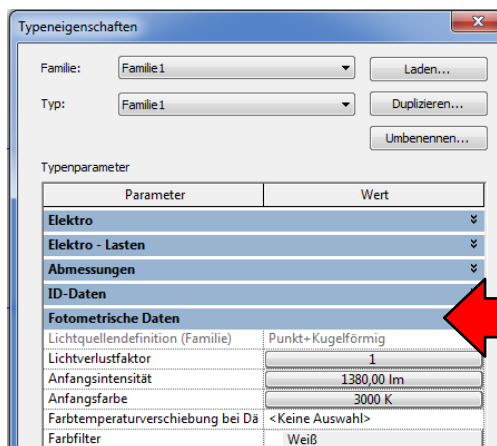 Typeneigenschaften
Familie: Familie1 Laden...
Typ: Familie1 Duplizieren...
Umbenennen...
Typenparameter
Parameter Wert
Elektro
Elektro - Lasten
Abmessungen
ID-Daten
Fotometrische Daten
Lichtquellendefinition (Familie) Punkt+Kugelförmig
Lichtverlustfaktor 1
Anfangsintensität 1380,00 lm
Anfangsfarbe 3000 K
Farbtemperaturverschiebung bei Dä <Keine Auswahl>
Farbfilter Weiß